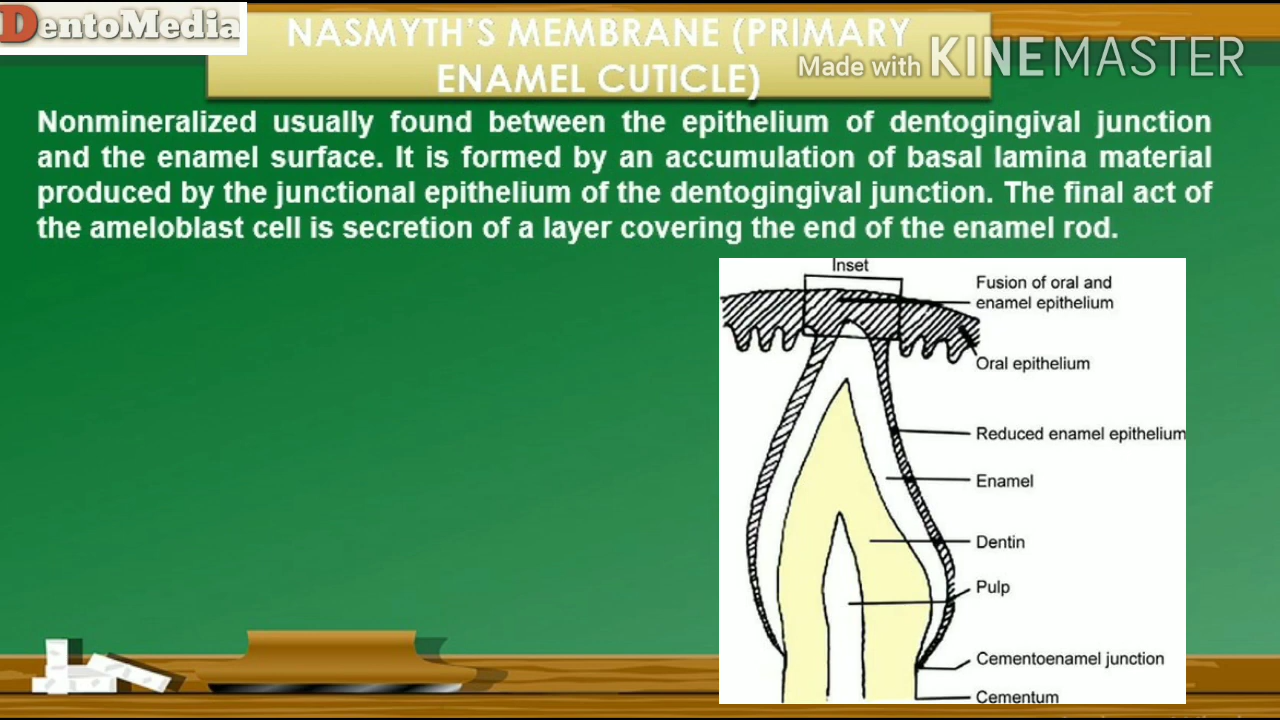 DentoMedia
NASMYTH'S MEMBRANE (PRIMARY
ENAMEL CUTICLE)
Made with KINEMASTER
Nonmineralized usually found between the epithelium of dentogingival junction
and the enamel surface. It is formed by an accumulation of basal lamina material
produced by the junctional epithelium of the dentogingival junction. The final act of
the ameloblast cell is secretion of a layer covering the end of the enamel rod.
Inset
Fusion of oral and
enamel epithelium
Oral epithelium
Reduced enamel epithelium
Enamel
Dentin
Pulp
Cementoenamel junction
Cementum